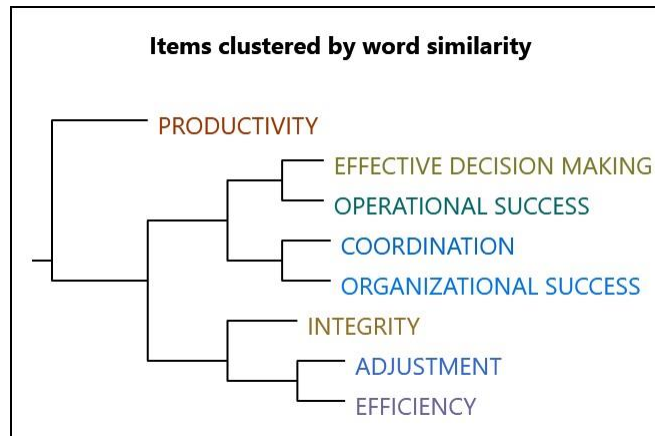 Items clustered by word similarity
PRODUCTIVITY
EFFECTIVE DECISION MAKING
OPERATIONAL SUCCESS
COORDINATION
ORGANIZATIONAL SUCCESS
INTEGRITY
ADJUSTMENT
EFFICIENCY